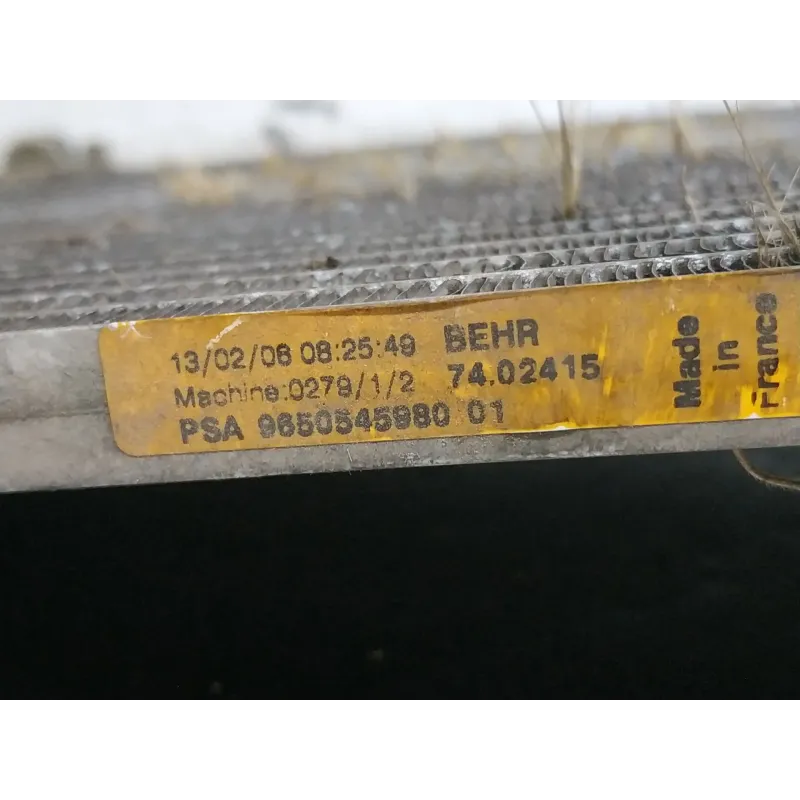 13/02/06 08:25:49 BEHR
Machine:0279/1/2 74.02415
PSA 9650545980 01
Made
in
France